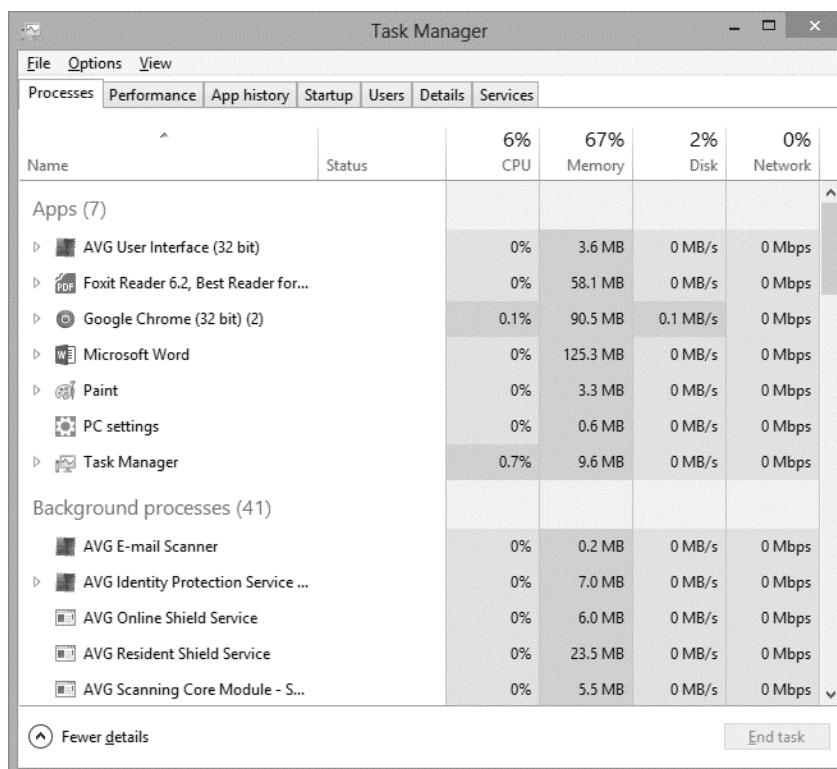 Task Manager
File Options View
Processes Performance App history Startup Users Details Services
6% 67% 2% 0%
Name Status CPU Memory Disk Network
Apps (7)
AVG User Interface (32 bit) 0% 3.6 MB 0 MB/s 0 Mbps
PDF Foxit Reader 6.2, Best Reader for... 0% 58.1 MB 0 MB/s 0 Mbps
Google Chrome (32 bit) (2) 0.1% 90.5 MB 0.1 MB/s 0 Mbps
Microsoft Word 0% 125.3 MB 0 MB/s 0 Mbps
Paint 0% 3.3 MB 0 MB/s 0 Mbps
PC settings 0% 0.6 MB 0 MB/s 0 Mbps
Task Manager 0.7% 9.6 MB 0 MB/s 0 Mbps
Background processes (41)
AVG E-mail Scanner 0% 0.2 MB 0 MB/s 0 Mbps
AVG Identity Protection Service ... 0% 7.0 MB 0 MB/s 0 Mbps
AVG Online Shield Service 0% 6.0 MB 0 MB/s 0 Mbps
AVG Resident Shield Service 0% 23.5 MB 0 MB/s 0 Mbps
AVG Scanning Core Module - S... 0% 5.5 MB 0 MB/s 0 Mbps
Fewer details End task